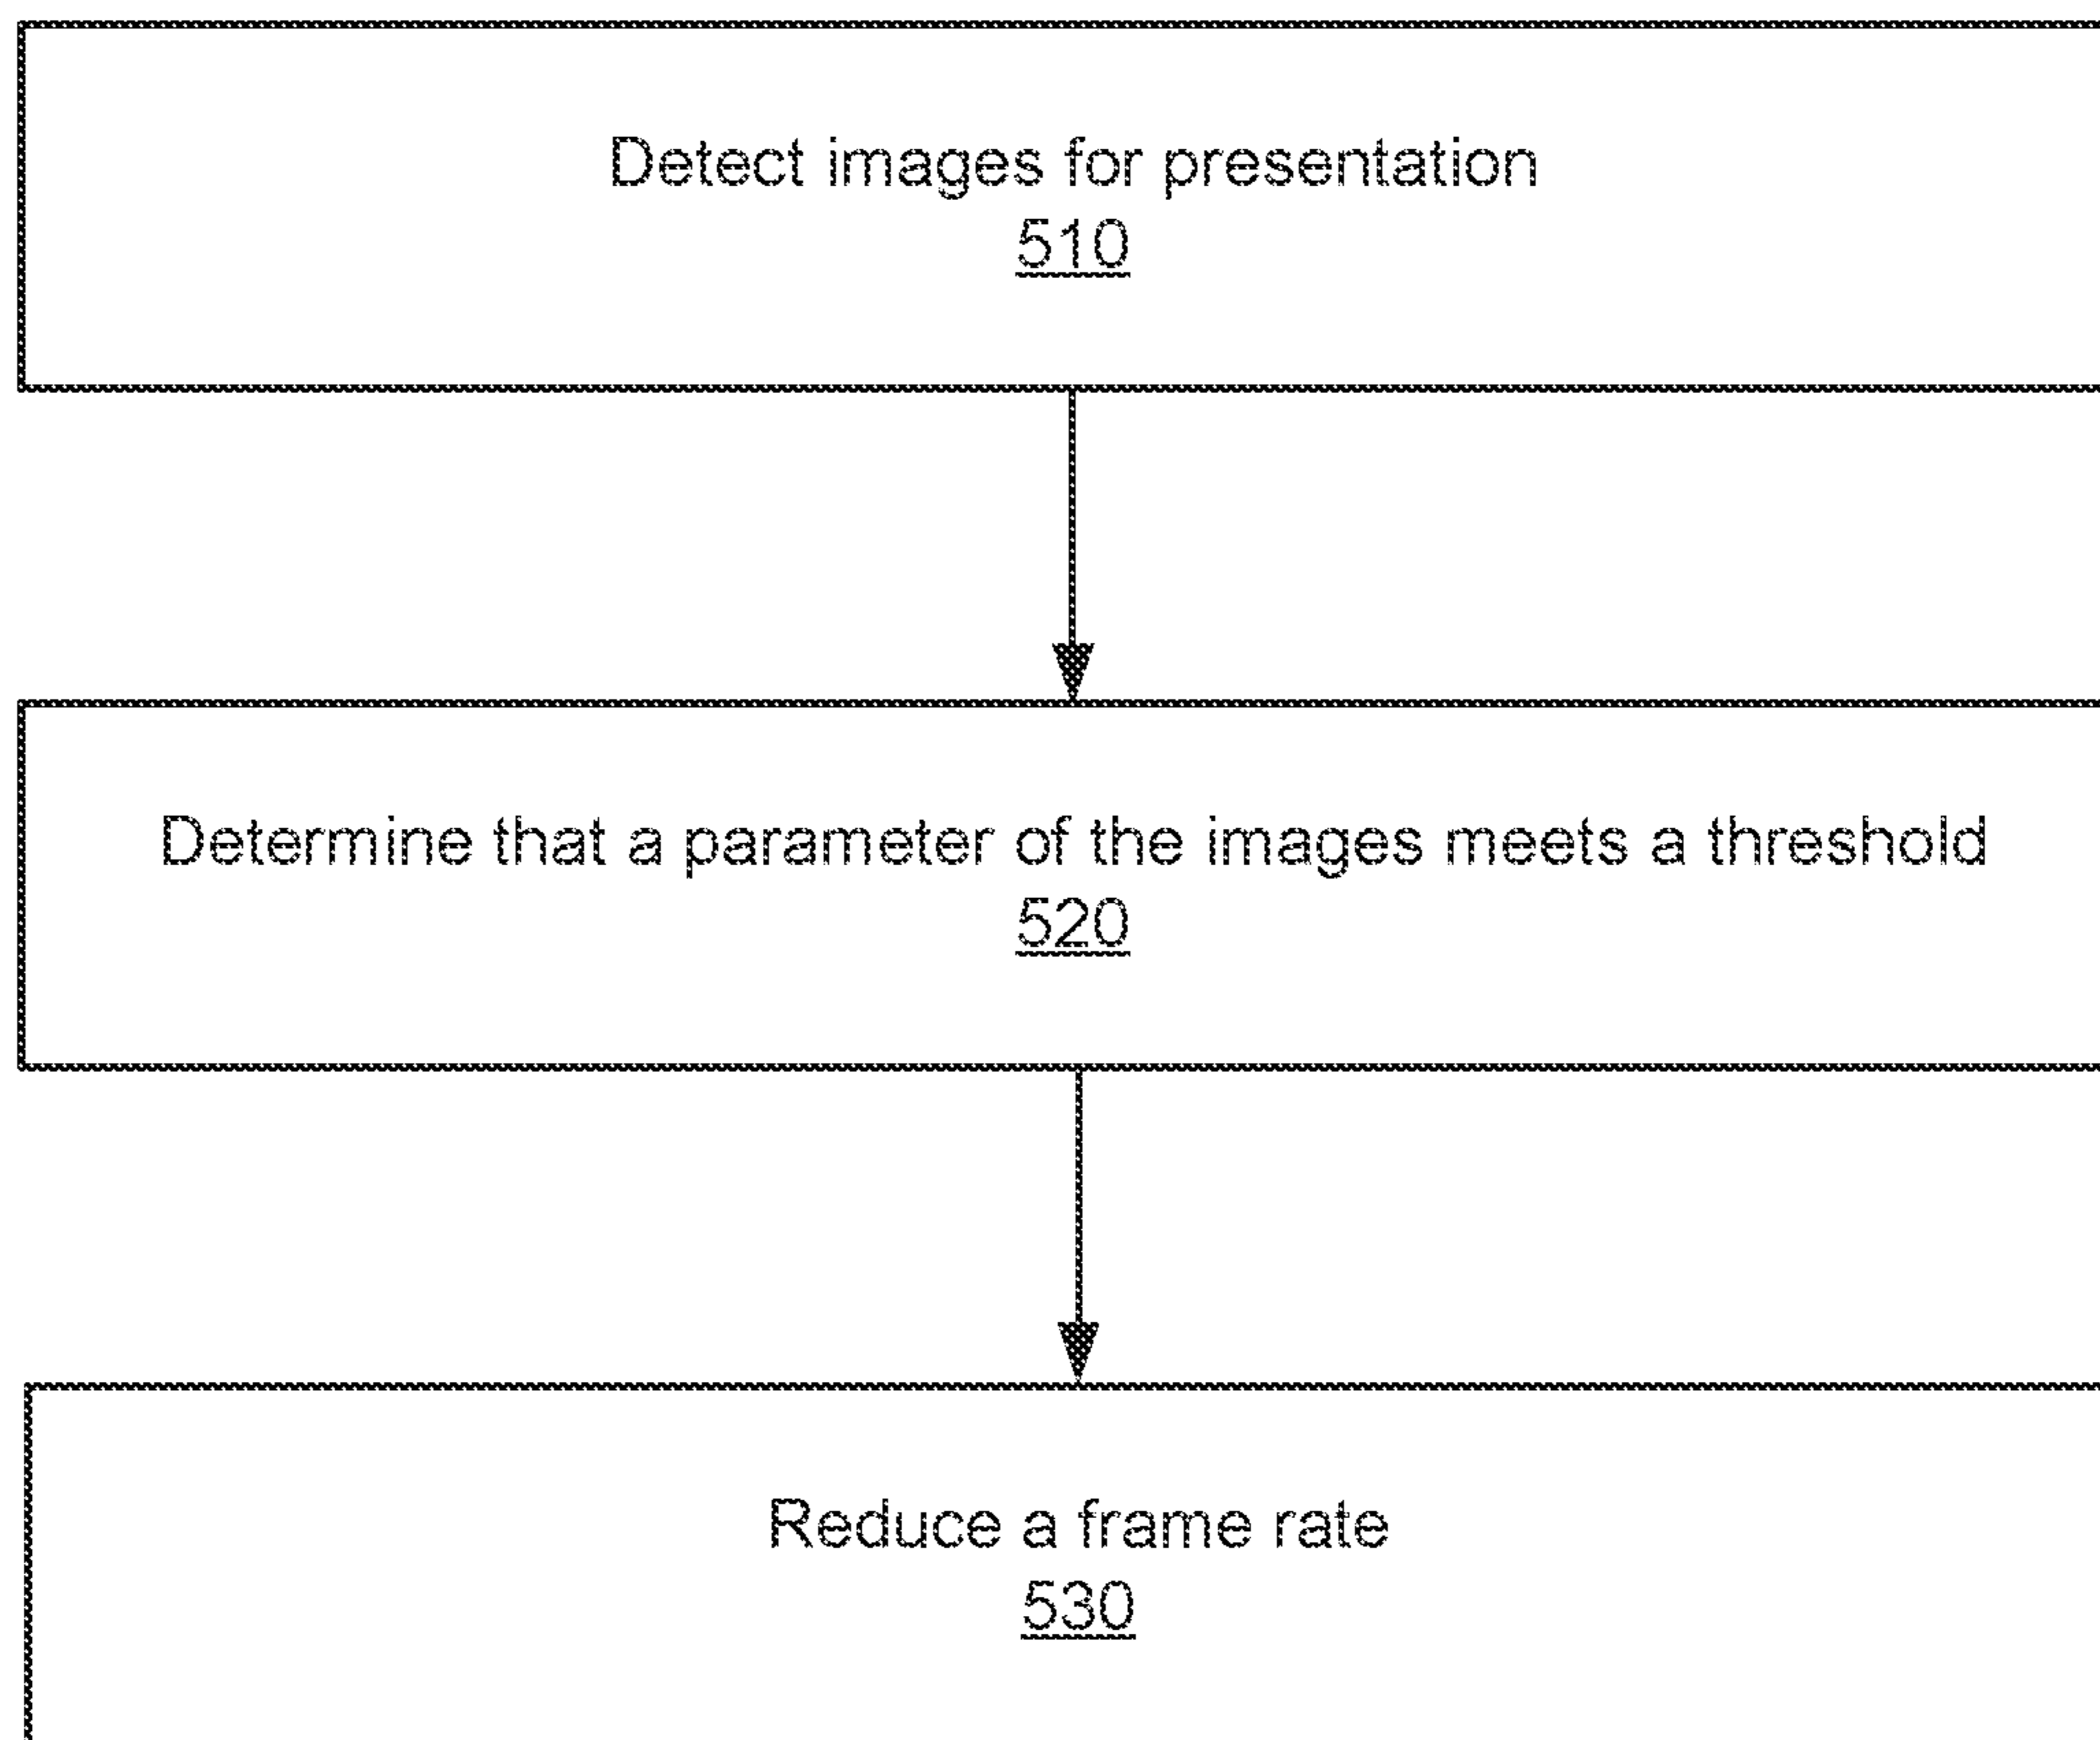 Detect images for presentation
510
Determine that a parameter of the images meets a threshold
520
Reduce a frame rate
530